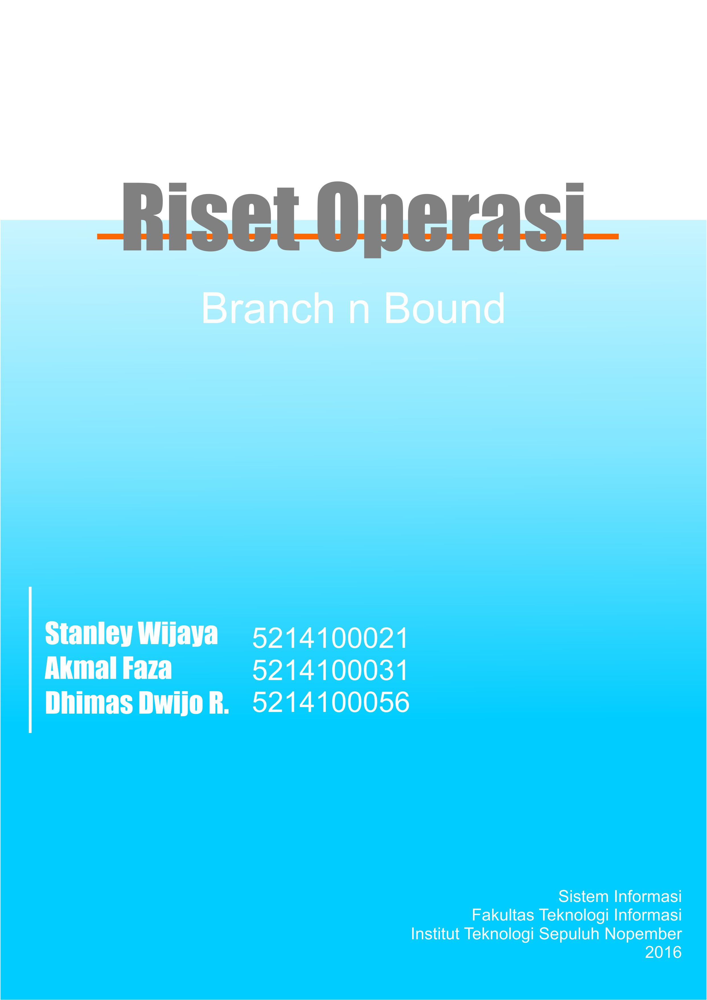 Riset Operasi
Branch n Bound
Stanley Wijaya 5214100021
Akmal Faza 5214100031
Dhimas Dwijo R. 5214100056
Sistem Informasi
Fakultas Teknologi Informasi
Institut Teknologi Sepuluh Nopember
2016